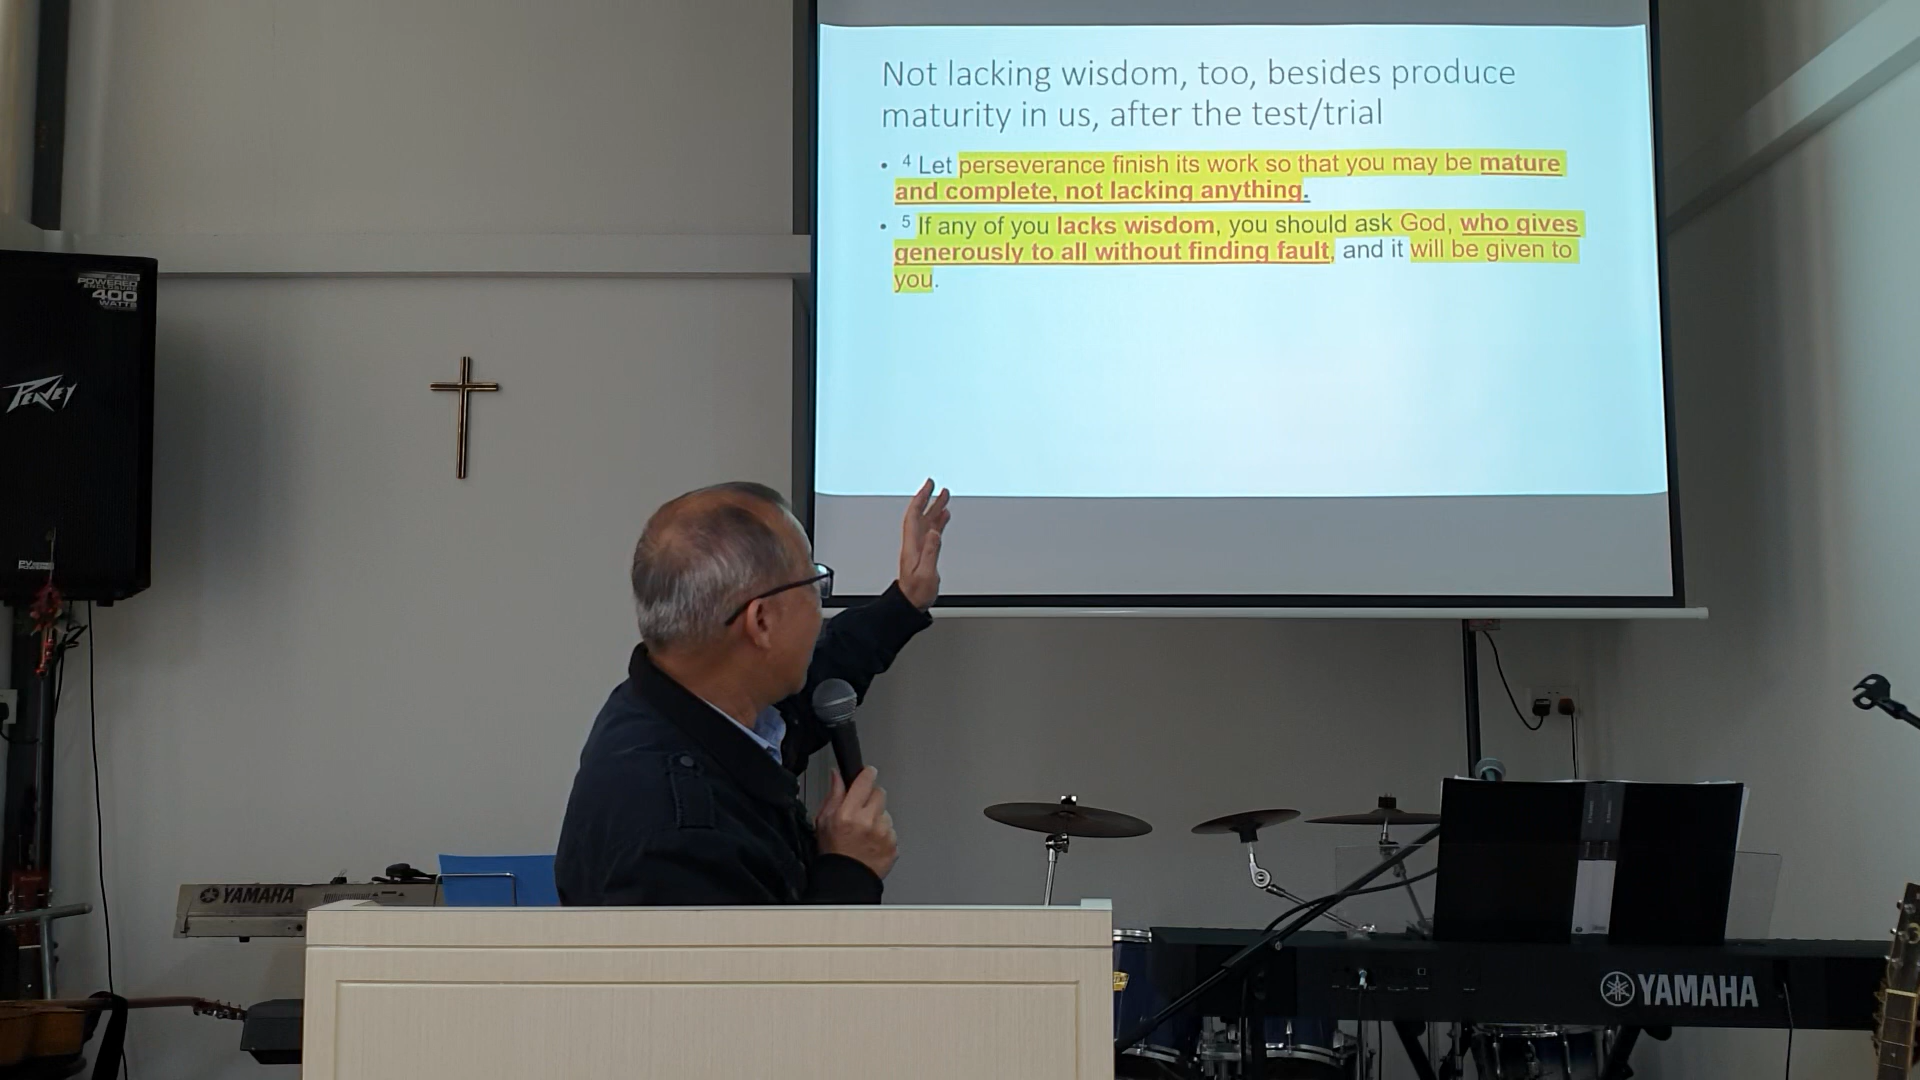 Not lacking wisdom, too, besides produce
maturity in us, after the test/trial
• 4 Let perseverance finish its work so that you may be mature
and complete, not lacking anything.
• 5 If any of you lacks wisdom, you should ask God, who gives
generously to all without finding fault, and it will be given to
you.
POWERED
ENCLOSURE
400
WATTS
PEAVEY
YAMAHA
YAMAHA